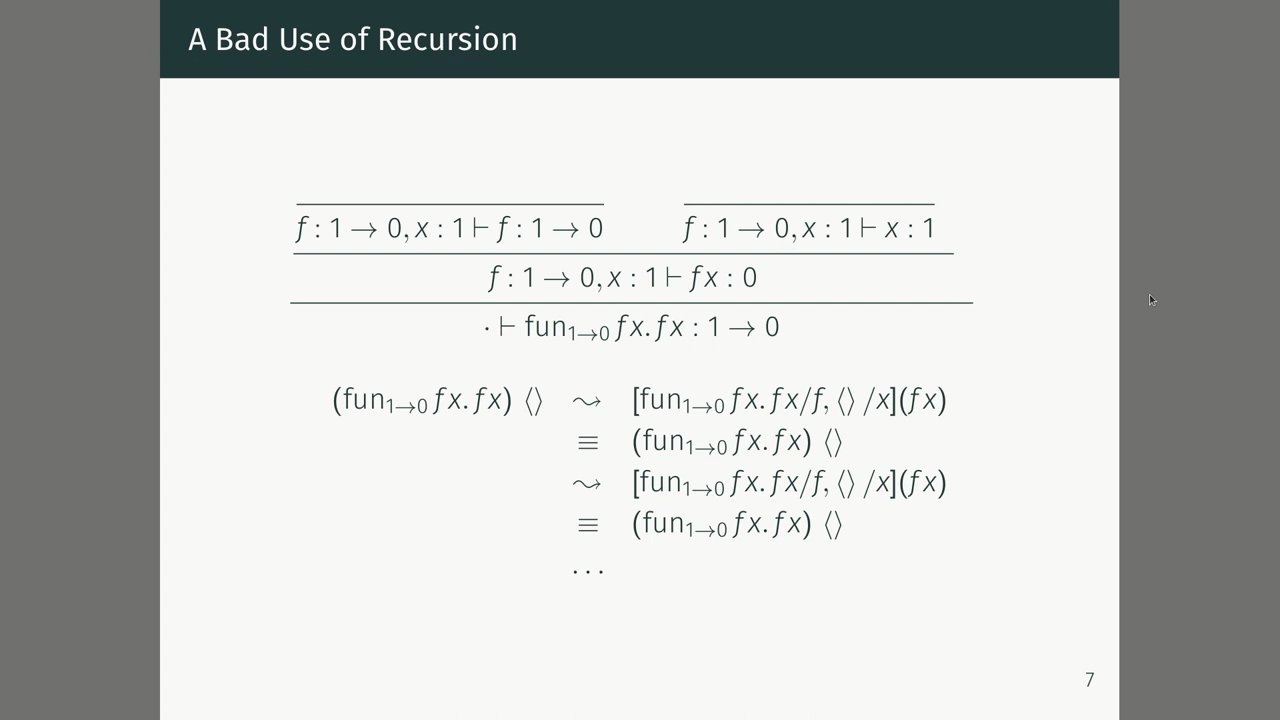 A Bad Use of Recursion
f : 1 → 0, x : 1 ⊢ f : 1 → 0 f : 1 → 0, x : 1 ⊢ x : 1
f : 1 → 0, x : 1 ⊢ f x : 0
· ⊢ fun₁→₀ f x. f x : 1 → 0
(fun₁→₀ f x. f x) ⟨⟩ ⇝ [fun₁→₀ f x. f x/f, ⟨⟩ /x](f x)
≡ (fun₁→₀ f x. f x) ⟨⟩
⇝ [fun₁→₀ f x. f x/f, ⟨⟩ /x](f x)
≡ (fun₁→₀ f x. f x) ⟨⟩
...
7